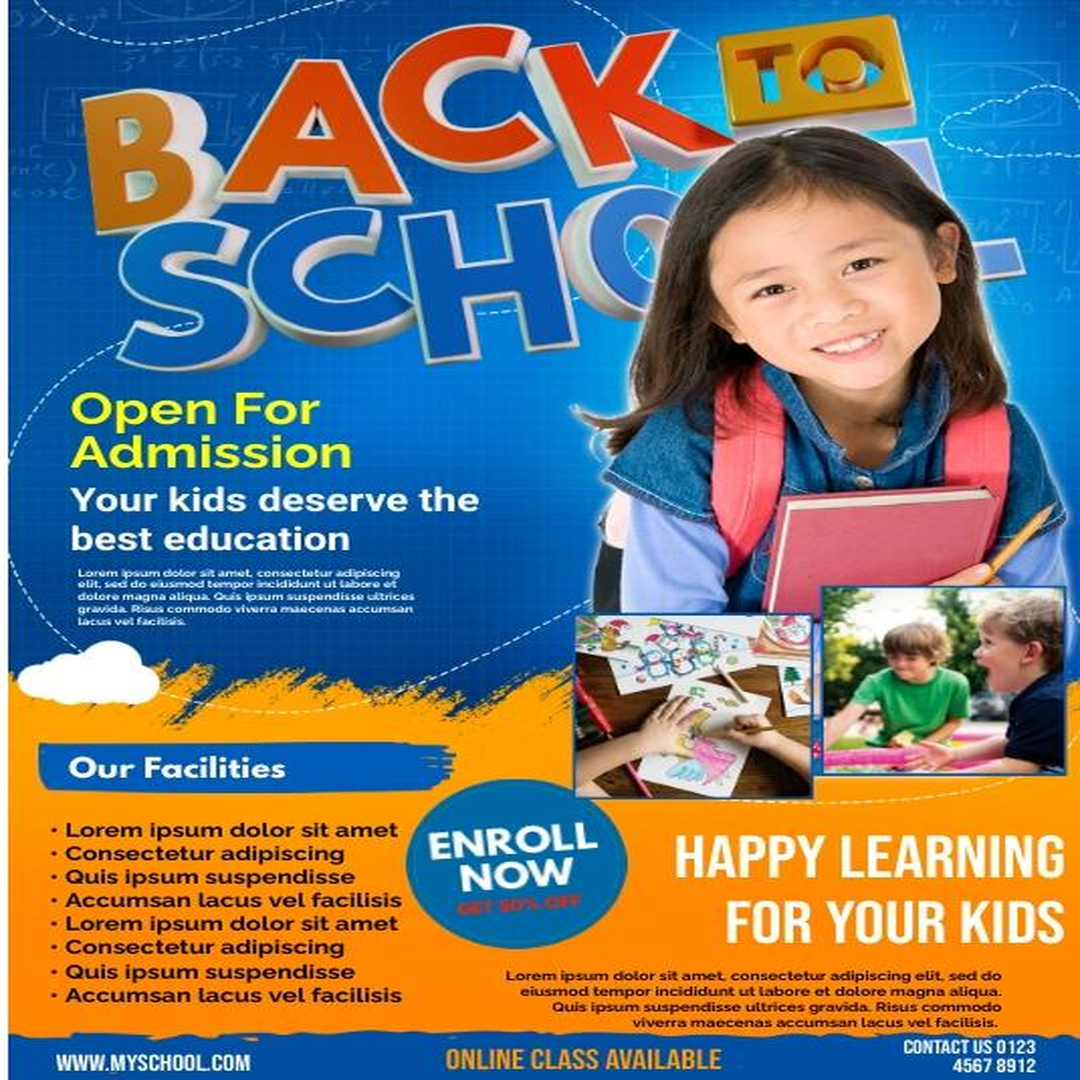 BACK TO
SCHOOL
Open For
Admission
Your kids deserve the
best education
Lorem ipsum dolor sit amet, consectetur adipiscing
elit, sed do eiusmod tempor incididunt ut labore et
dolore magna aliqua. Quis ipsum suspendisse ultrices
gravida. Risus commodo viverra maecenas accumsan
lacus vel facilisis.
Our Facilities
• Lorem ipsum dolor sit amet
• Consectetur adipiscing
• Quis ipsum suspendisse
• Accumsan lacus vel facilisis
• Lorem ipsum dolor sit amet
• Consectetur adipiscing
• Quis ipsum suspendisse
• Accumsan lacus vel facilisis
ENROLL
NOW
GET 50% OFF
HAPPY LEARNING
FOR YOUR KIDS
Lorem ipsum dolor sit amet, consectetur adipiscing elit, sed do
eiusmod tempor incididunt ut labore et dolore magna aliqua.
Quis ipsum suspendisse ultrices gravida. Risus commodo
viverra maecenas accumsan lacus vel facilisis.
WWW.MYSCHOOL.COM
ONLINE CLASS AVAILABLE
CONTACT US 0123
4567 8912